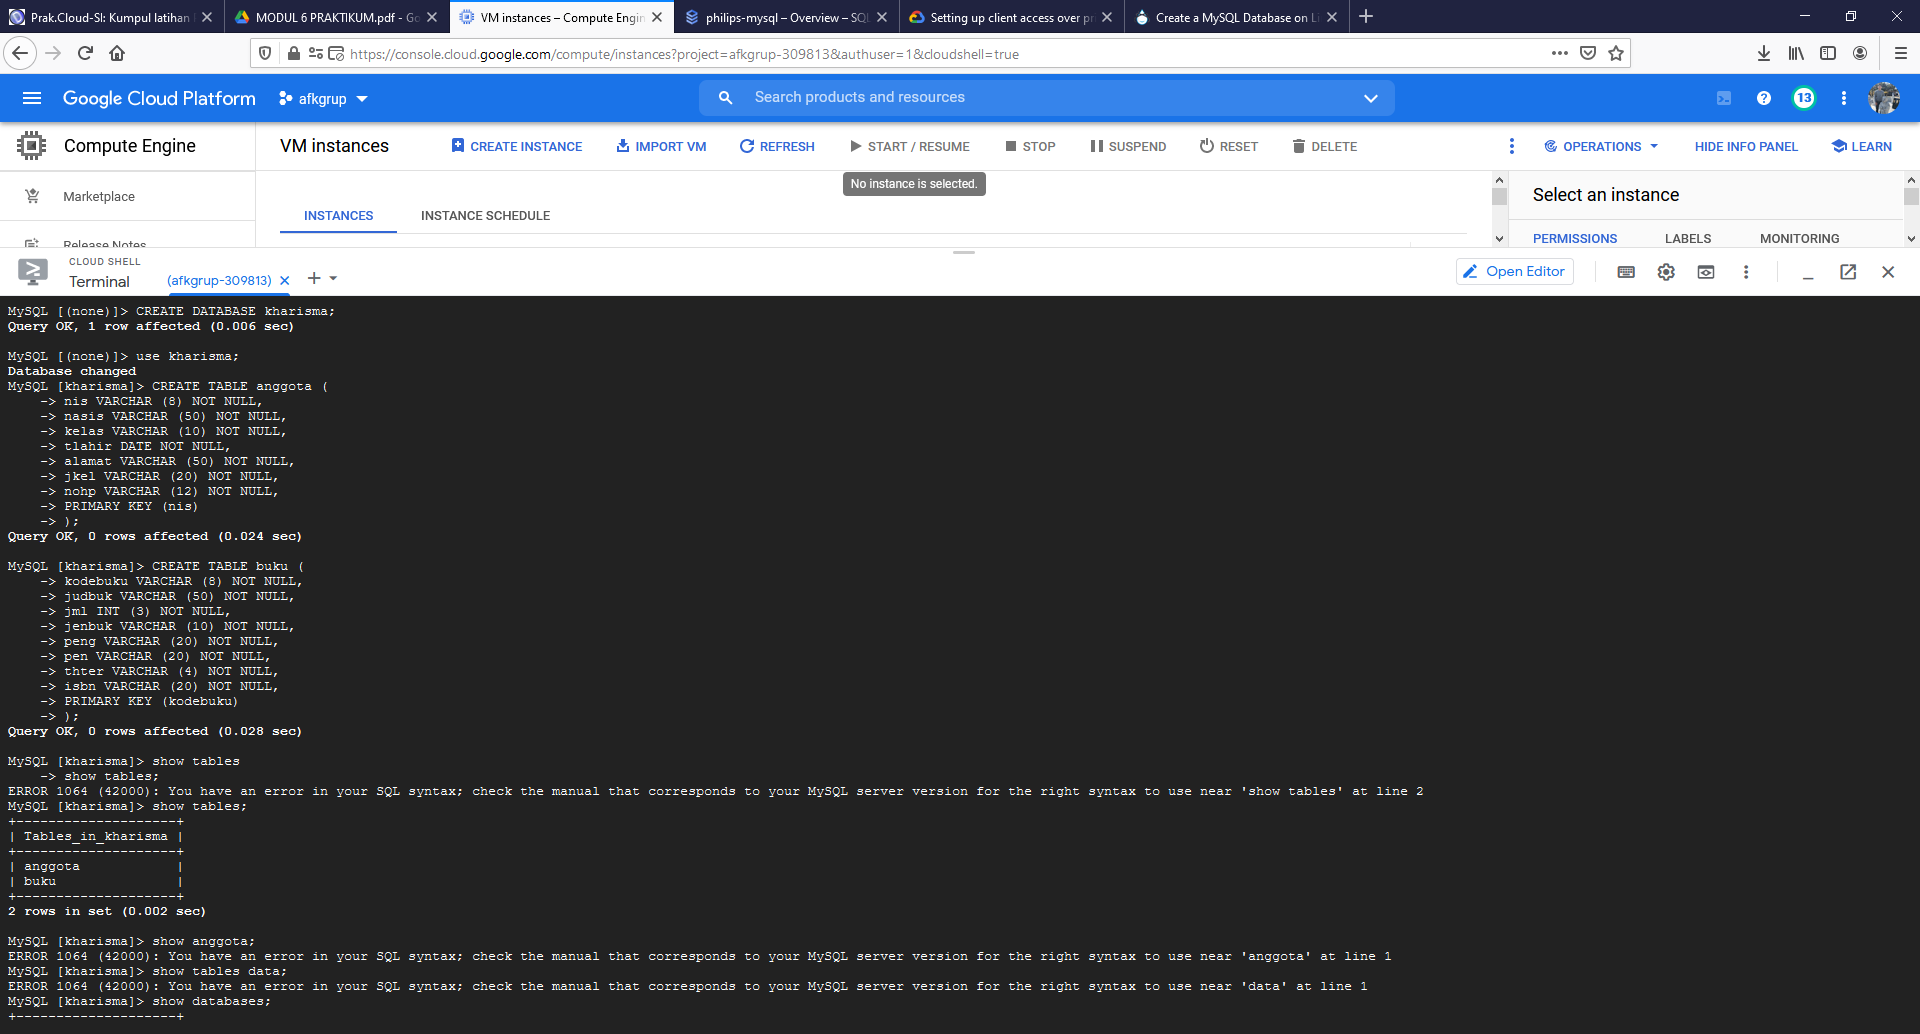 Prak.Cloud-SI: Kumpul latihan
MODUL 6 PRAKTIKUM.pdf - Go
VM instances – Compute Engin
philips-mysql – Overview – SQL
Setting up client access over pr
Create a MySQL Database on Li
https://console.cloud.google.com/compute/instances?project=afkgrup-309813&authuser=1&cloudshell=true
Google Cloud Platform
afkgrup
Search products and resources
13
Compute Engine
VM instances
CREATE INSTANCE
IMPORT VM
REFRESH
START / RESUME
STOP
SUSPEND
RESET
DELETE
OPERATIONS
HIDE INFO PANEL
LEARN
No instance is selected.
Marketplace
Release Notes
INSTANCES
INSTANCE SCHEDULE
Select an instance
PERMISSIONS
LABELS
MONITORING
CLOUD SHELL
Terminal
(afkgrup-309813)
Open Editor
MySQL [(none)]> CREATE DATABASE kharisma;
Query OK, 1 row affected (0.006 sec)
MySQL [(none)]> use kharisma;
Database changed
MySQL [kharisma]> CREATE TABLE anggota (
-> nis VARCHAR (8) NOT NULL,
-> nasis VARCHAR (50) NOT NULL,
-> kelas VARCHAR (10) NOT NULL,
-> tlahir DATE NOT NULL,
-> alamat VARCHAR (50) NOT NULL,
-> jkel VARCHAR (20) NOT NULL,
-> nohp VARCHAR (12) NOT NULL,
-> PRIMARY KEY (nis)
-> );
Query OK, 0 rows affected (0.024 sec)
MySQL [kharisma]> CREATE TABLE buku (
-> kodebuku VARCHAR (8) NOT NULL,
-> judbuk VARCHAR (50) NOT NULL,
-> jml INT (3) NOT NULL,
-> jenbuk VARCHAR (10) NOT NULL,
-> peng VARCHAR (20) NOT NULL,
-> pen VARCHAR (20) NOT NULL,
-> thter VARCHAR (4) NOT NULL,
-> isbn VARCHAR (20) NOT NULL,
-> PRIMARY KEY (kodebuku)
-> );
Query OK, 0 rows affected (0.028 sec)
MySQL [kharisma]> show tables
-> show tables;
ERROR 1064 (42000): You have an error in your SQL syntax; check the manual that corresponds to your MySQL server version for the right syntax to use near 'show tables' at line 2
MySQL [kharisma]> show tables;
+--------------------+
| Tables_in_kharisma |
+--------------------+
| anggota            |
| buku               |
+--------------------+
2 rows in set (0.002 sec)
MySQL [kharisma]> show anggota;
ERROR 1064 (42000): You have an error in your SQL syntax; check the manual that corresponds to your MySQL server version for the right syntax to use near 'anggota' at line 1
MySQL [kharisma]> show tables data;
ERROR 1064 (42000): You have an error in your SQL syntax; check the manual that corresponds to your MySQL server version for the right syntax to use near 'data' at line 1
MySQL [kharisma]> show databases;
+--------------------+